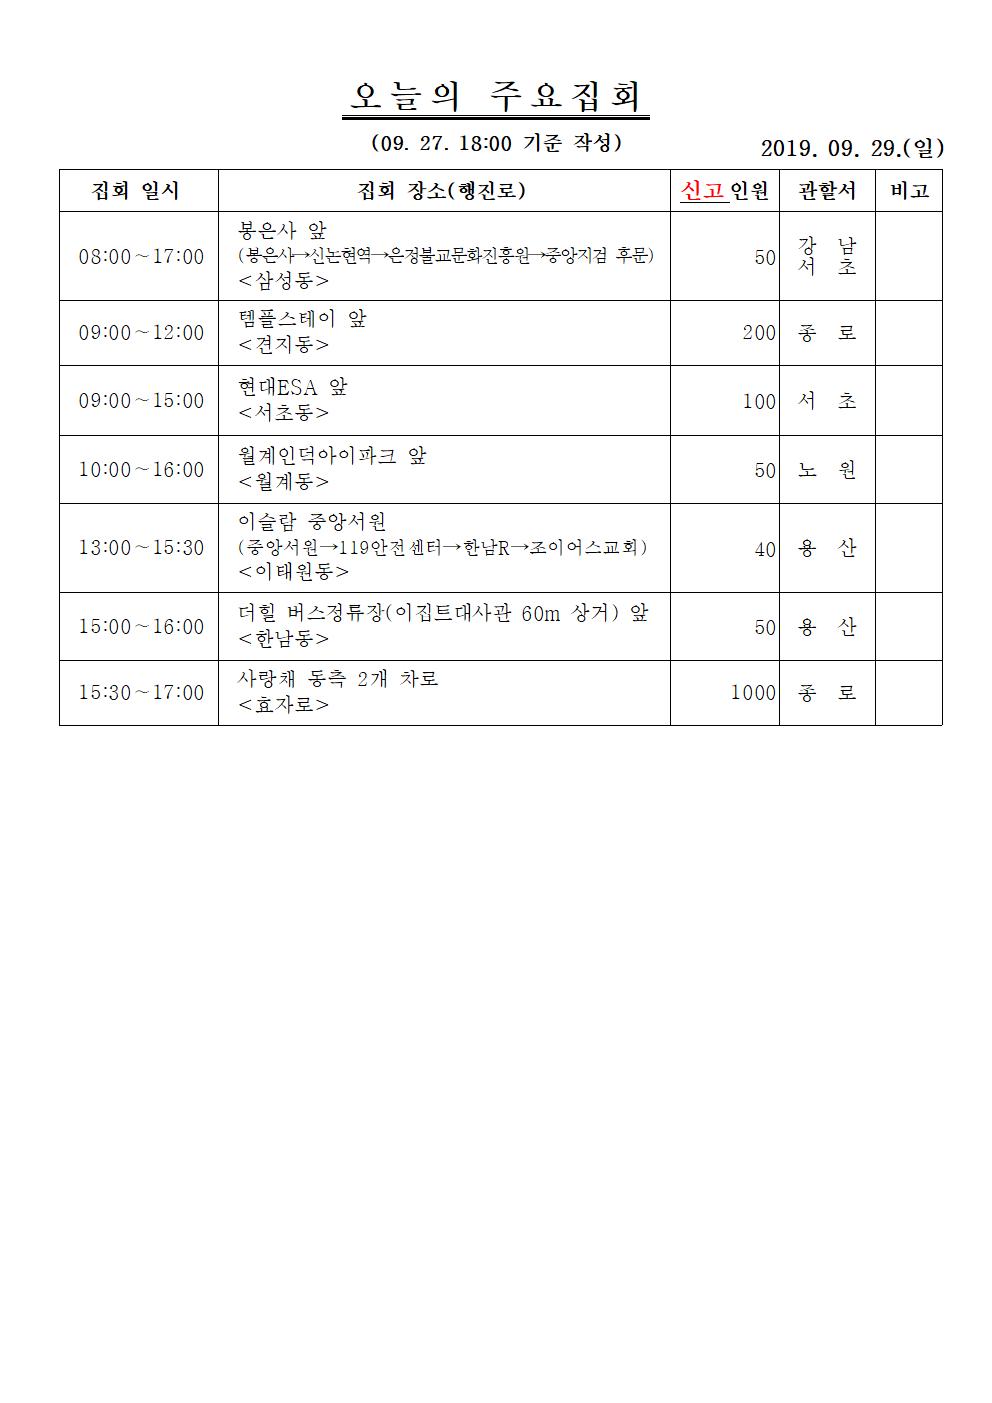 오늘의 주요집회
(09. 27. 18:00 기준 작성)
2019. 09. 29.(일)
집회 일시 집회 장소(행진로) 신고인원 관할서 비고
08:00～17:00 봉은사 앞 50 강 남
(봉은사→신논현역→은정불교문화진흥원→중앙지검 후문) 서 초
<삼성동>
09:00～12:00 템플스테이 앞 200 종 로
<견지동>
09:00～15:00 현대ESA 앞 100 서 초
<서초동>
10:00～16:00 월계인덕아이파크 앞 50 노 원
<월계동>
13:00～15:30 이슬람 중앙서원 40 용 산
(중앙서원→119안전센터→한남R→조이어스교회)
<이태원동>
15:00～16:00 더힐 버스정류장(이집트대사관 60m 상거) 앞 50 용 산
<한남동>
15:30～17:00 사랑채 동측 2개 차로 1000 종 로
<효자로>